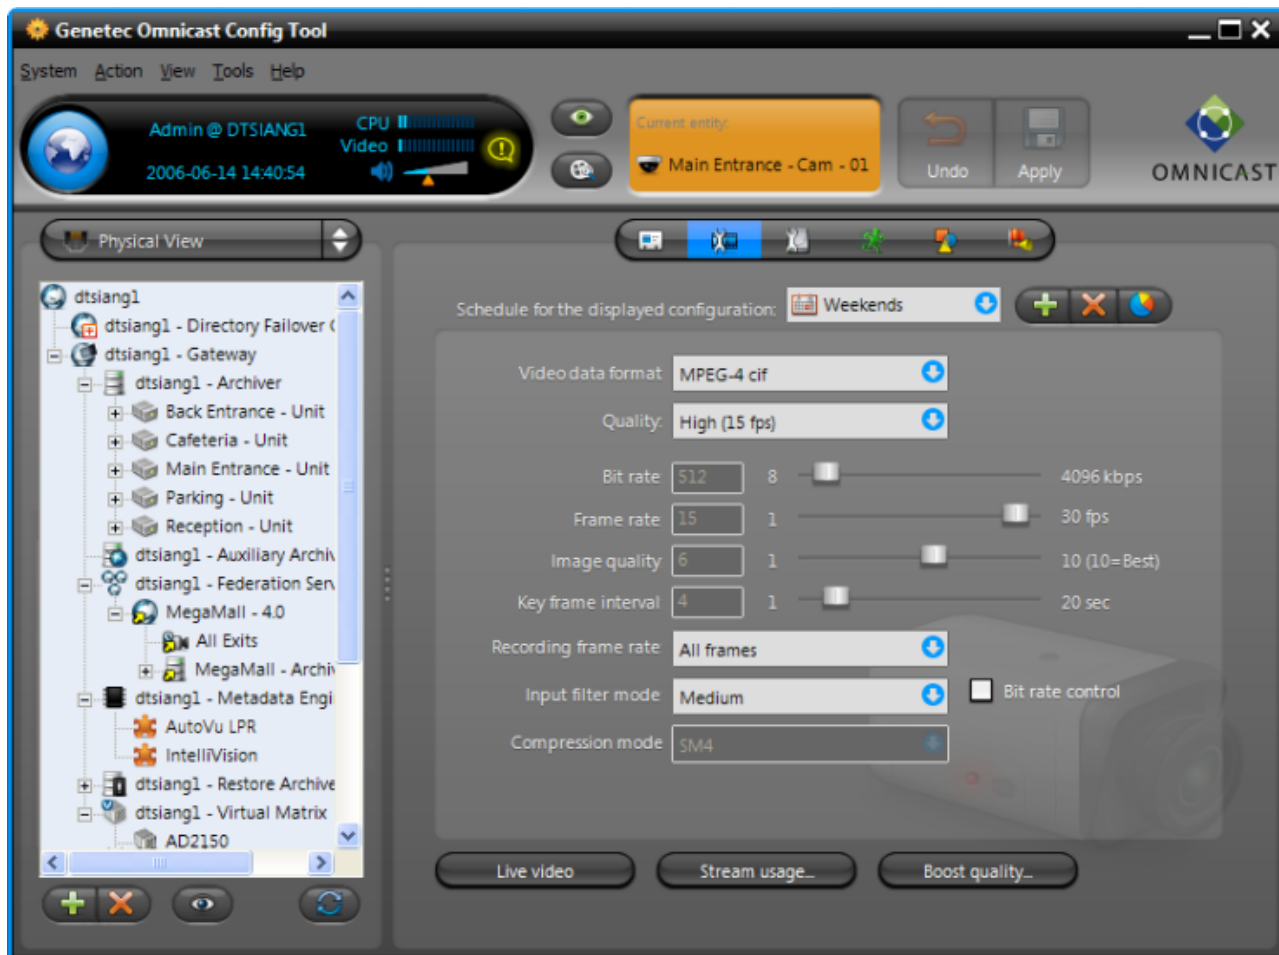 Genetec Omnicast Config Tool
System Action View Tools Help
Admin @ DTSIANG1
CPU
Video
2006-06-14 14:40:54
Current entity:
Main Entrance - Cam - 01
Undo
Apply
OMNICAST
Physical View
dtsiang1
dtsiang1 - Directory Failover
dtsiang1 - Gateway
dtsiang1 - Archiver
Back Entrance - Unit
Cafeteria - Unit
Main Entrance - Unit
Parking - Unit
Reception - Unit
dtsiang1 - Auxiliary Archiv
dtsiang1 - Federation Serv
MegaMall - 4.0
All Exits
MegaMall - Archiv
dtsiang1 - Metadata Engi
AutoVu LPR
IntelliVision
dtsiang1 - Restore Archive
dtsiang1 - Virtual Matrix
AD2150
Schedule for the displayed configuration: Weekends
Video data format MPEG-4 cif
Quality: High (15 fps)
Bit rate 512 8 4096 kbps
Frame rate 15 1 30 fps
Image quality 6 1 10 (10=Best)
Key frame interval 4 1 20 sec
Recording frame rate All frames
Input filter mode Medium Bit rate control
Compression mode SM4
Live video
Stream usage...
Boost quality...